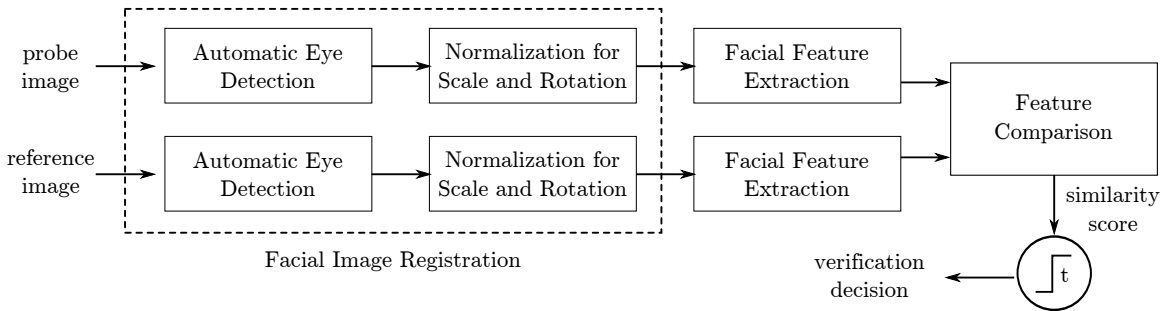 probe
image
Automatic Eye
Detection
Normalization for
Scale and Rotation
Facial Feature
Extraction
Feature
Comparison
reference
image
Automatic Eye
Detection
Normalization for
Scale and Rotation
Facial Feature
Extraction
similarity
score
Facial Image Registration
verification
decision
t